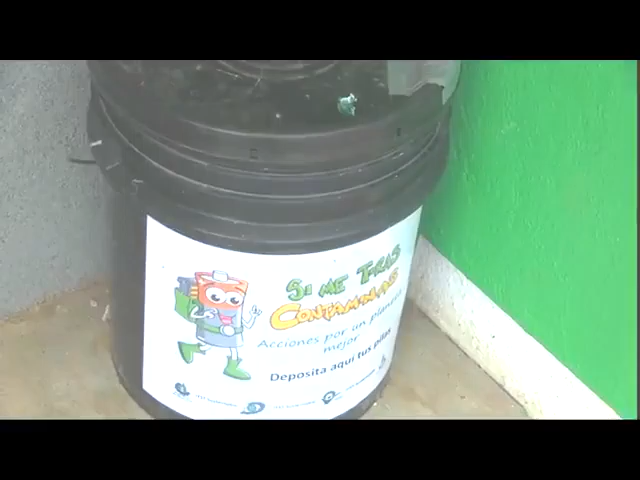 Si ME TIRAS
CONTAMINAS
Acciones por un planeta
mejor
Deposita aquí tus pilas